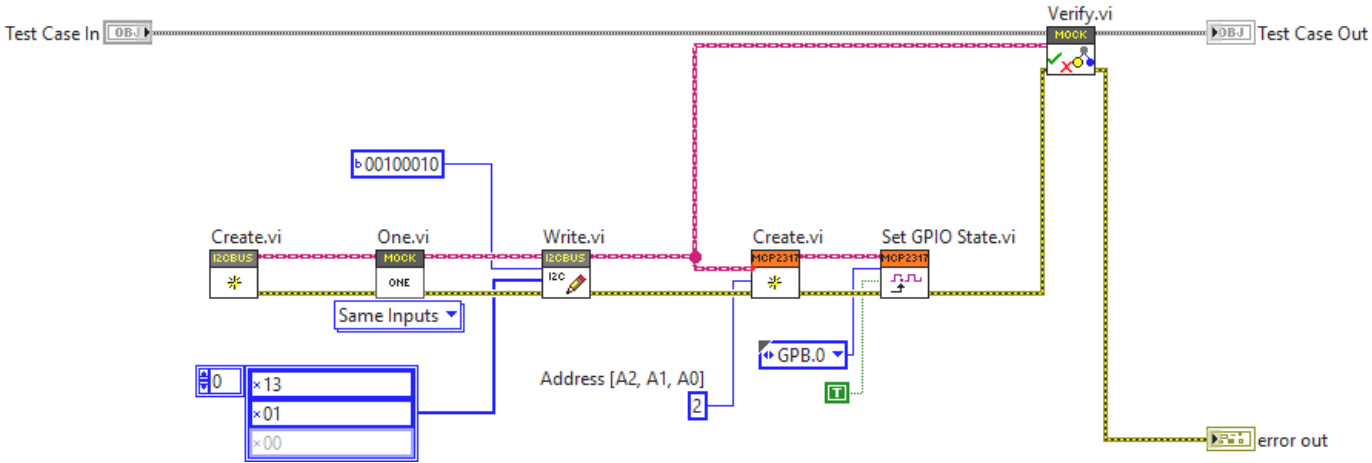 Verify.vi
Test Case In
OBJ
MOCK
OBJ
Test Case Out
b 00100010
Create.vi
One.vi
Write.vi
Create.vi
Set GPIO State.vi
I2CBUS
MOCK
I2CBUS
MCP2317
MCP2317
ONE
I2C
Same Inputs
0
x 13
x 01
x 00
GPB.0
Address [A2, A1, A0]
T
2
error out